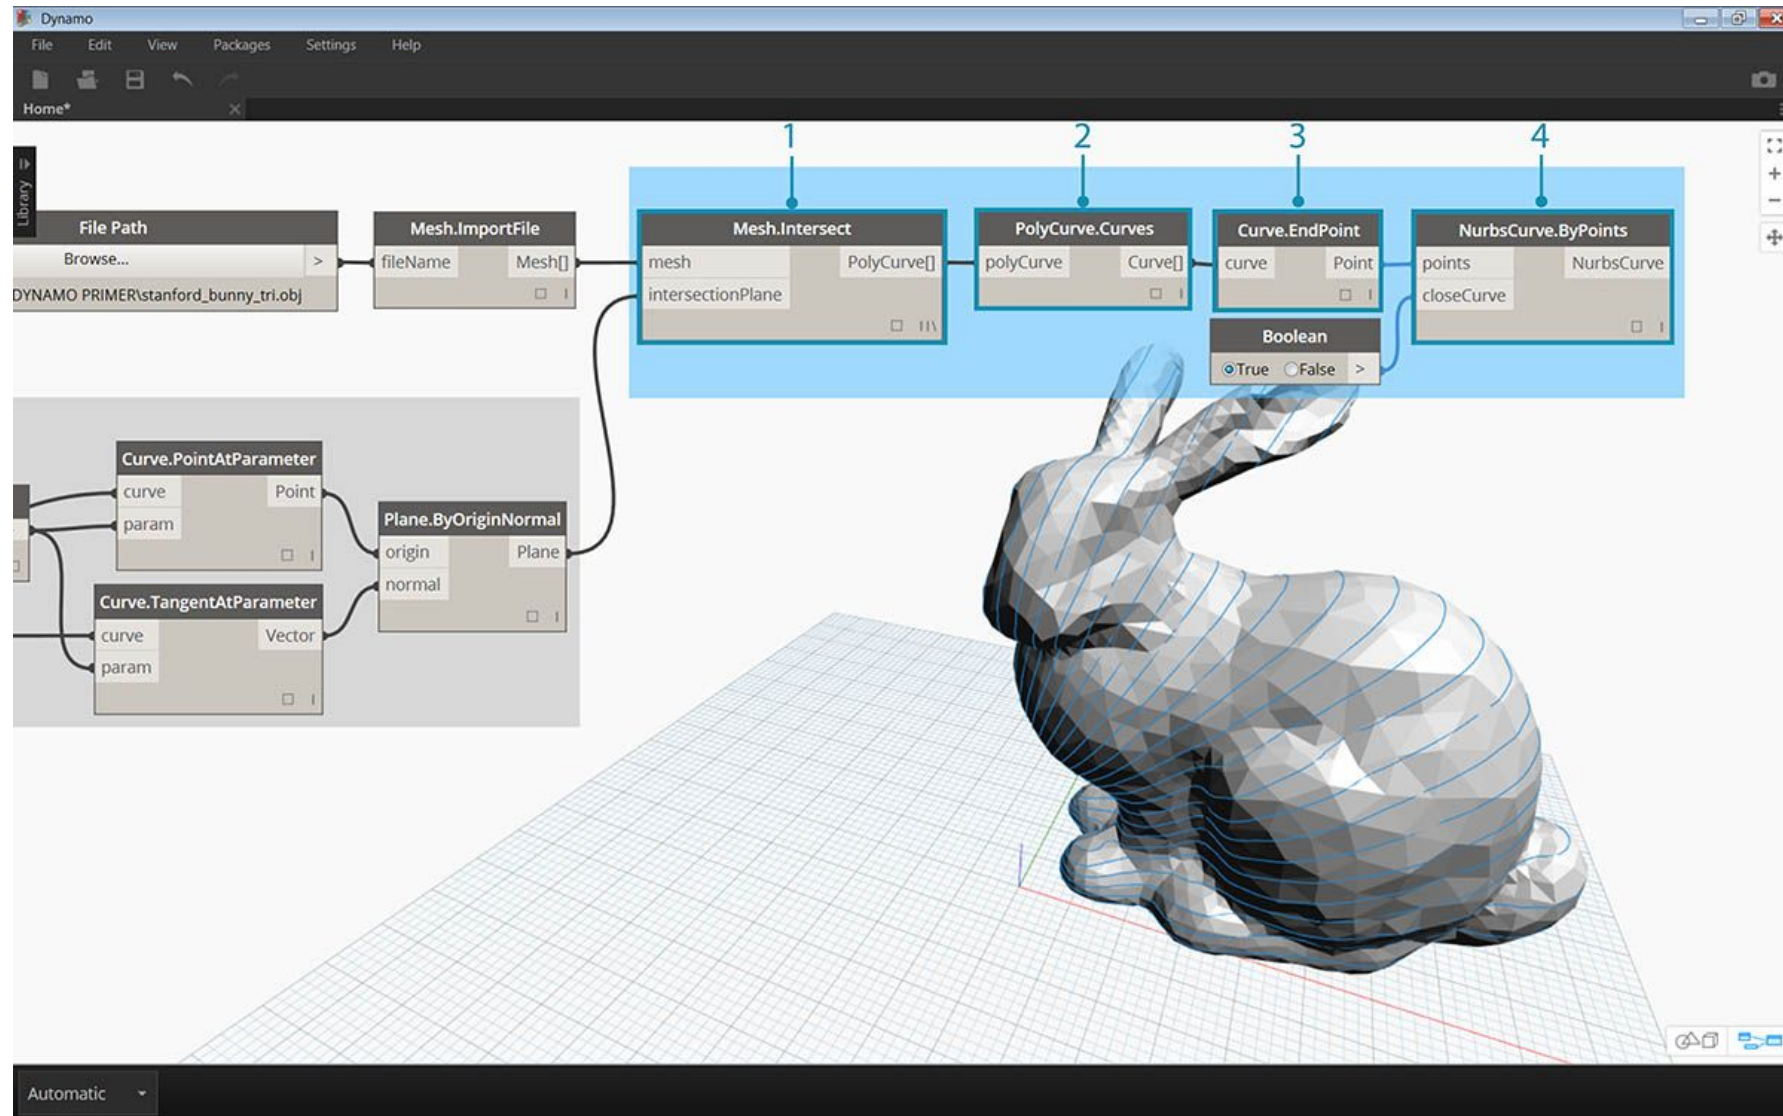 Dynamo
File Edit View Packages Settings Help
Home*
1 2 3 4
Library
File Path
Browse... >
DYNAMO PRIMER\stanford_bunny_tri.obj
Mesh.ImportFile
fileName Mesh[]
Mesh.Intersect
mesh PolyCurve[]
intersectionPlane
PolyCurve.Curves
polyCurve Curve[]
Curve.EndPoint
curve Point
NurbsCurve.ByPoints
points NurbsCurve
closeCurve
Boolean
True False >
Curve.PointAtParameter
curve Point
param
Plane.ByOriginNormal
origin Plane
normal
Curve.TangentAtParameter
curve Vector
param
Automatic